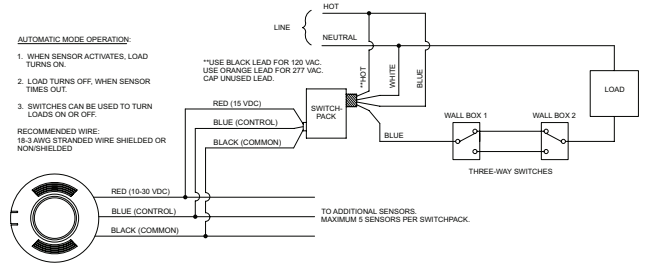 AUTOMATIC MODE OPERATION:
1. WHEN SENSOR ACTIVATES, LOAD
TURNS ON.
2. LOAD TURNS OFF, WHEN SENSOR
TIMES OUT.
3. SWITCHES CAN BE USED TO TURN
LOADS ON OR OFF.
RECOMMENDED WIRE:
18-3 AWG STRANDED WIRE SHIELDED OR
NON/SHIELDED
LINE
HOT
NEUTRAL
**USE BLACK LEAD FOR 120 VAC.
USE ORANGE LEAD FOR 277 VAC.
CAP UNUSED LEAD.
**HOT
WHITE
BLUE
RED (15 VDC)
BLUE (CONTROL)
BLACK (COMMON)
SWITCH-
PACK
BLUE
WALL BOX 1
WALL BOX 2
LOAD
THREE-WAY SWITCHES
RED (10-30 VDC)
BLUE (CONTROL)
BLACK (COMMON)
TO ADDITIONAL SENSORS.
MAXIMUM 5 SENSORS PER SWITCHPACK.